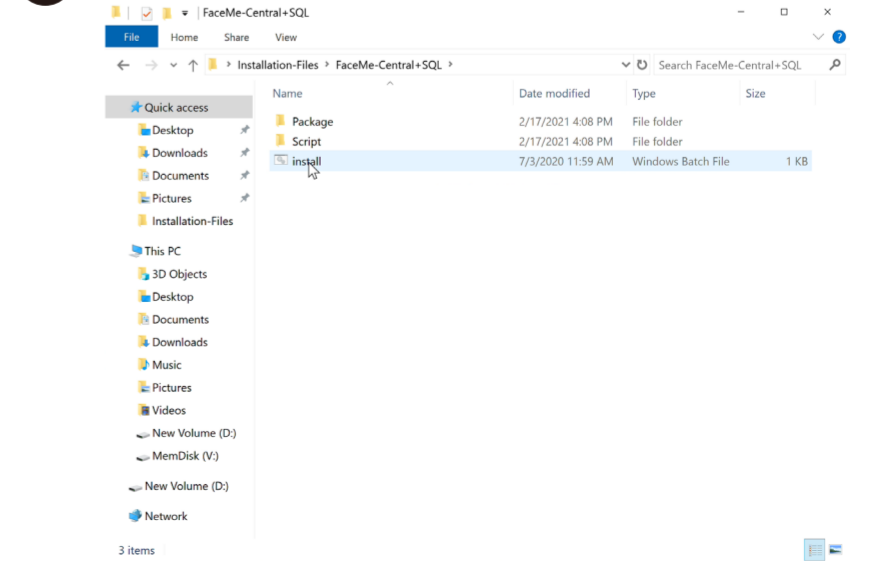 FaceMe-Central+SQL
File Home Share View
Installation-Files FaceMe-Central+SQL Search FaceMe-Central+SQL
Name Date modified Type Size
Quick access
Package 2/17/2021 4:08 PM File folder
Desktop
Script 2/17/2021 4:08 PM File folder
Downloads
install 7/3/2020 11:59 AM Windows Batch File 1 KB
Documents
Pictures
Installation-Files
This PC
3D Objects
Desktop
Documents
Downloads
Music
Pictures
Videos
New Volume (D:)
MemDisk (V:)
New Volume (D:)
Network
3 items